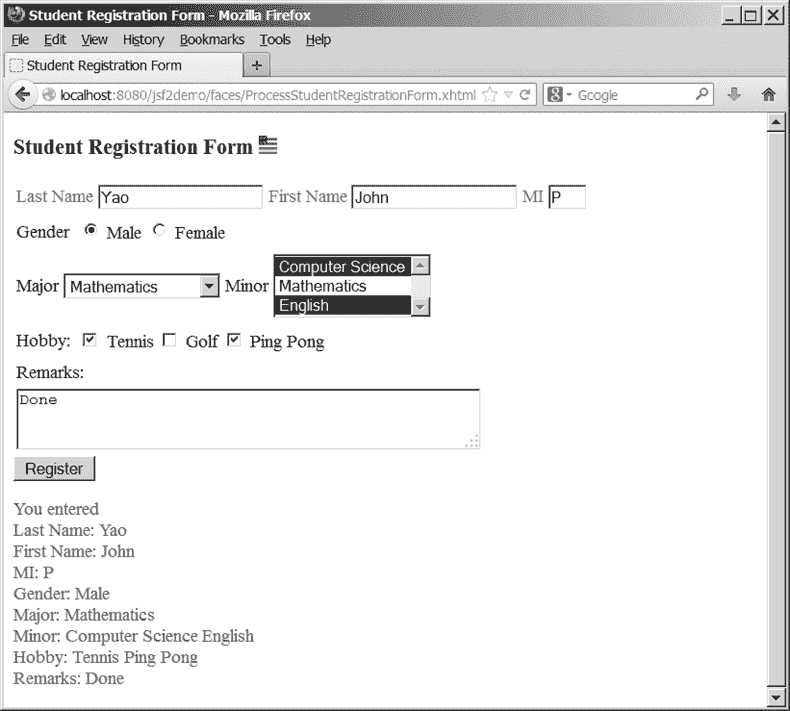 Student Registration Form - Mozilla Firefox
File Edit View History Bookmarks Tools Help
Student Registration Form +
localhost:8080/jsf2demo/faces/ProcessStudentRegistrationForm.xhtml Google
Student Registration Form
Last Name Yao First Name John MI P
Gender Male Female
Major Mathematics Minor Computer Science
Mathematics
English
Hobby: Tennis Golf Ping Pong
Remarks:
Done
Register
You entered
Last Name: Yao
First Name: John
MI: P
Gender: Male
Major: Mathematics
Minor: Computer Science English
Hobby: Tennis Ping Pong
Remarks: Done